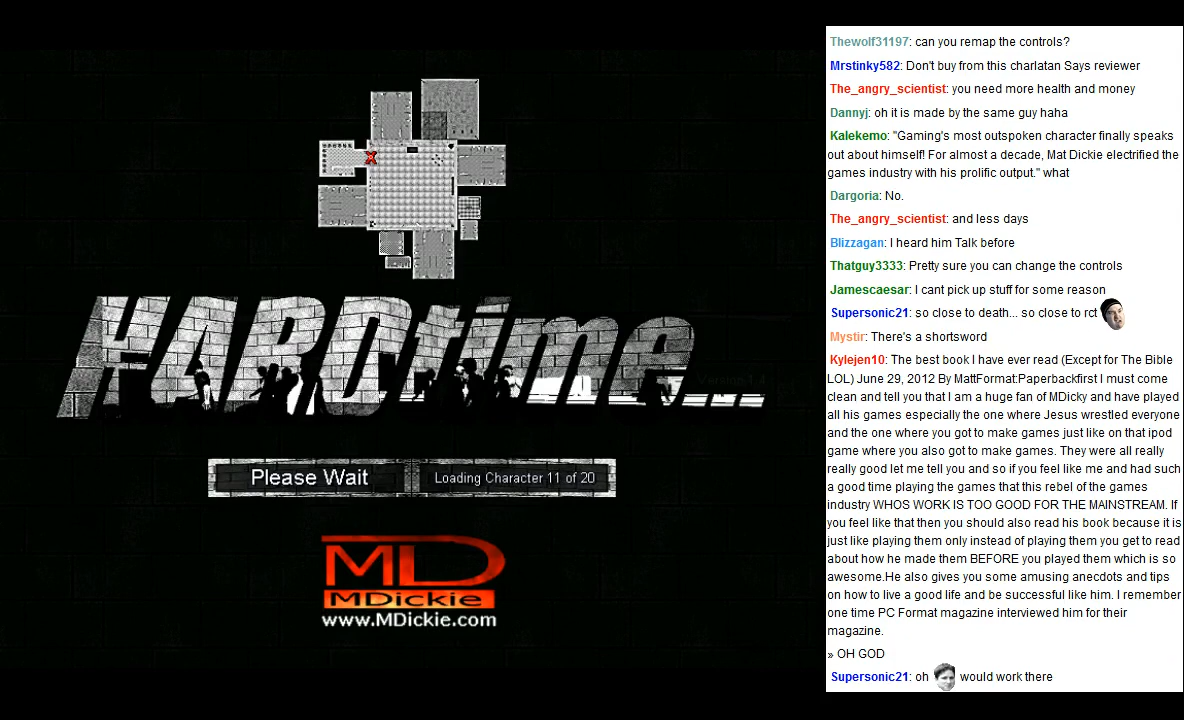 HARDtime...
Please Wait
Loading Character 11 of 20
MD
MDickie
www.MDickie.com
Thewolf31197: can you remap the controls?
Mrstinky582: Don't buy from this charlatan Says reviewer
The_angry_scientist: you need more health and money
Dannyj: oh it is made by the same guy haha
Kalekemo: "Gaming's most outspoken character finally speaks
out about himself! For almost a decade, Mat Dickie electrified the
games industry with his prolific output." what
Dargoria: No.
The_angry_scientist: and less days
Blizzagan: I heard him Talk before
Thatguy3333: Pretty sure you can change the controls
Jamescaesar: I cant pick up stuff for some reason
Supersonic21: so close to death... so close to rct
Mystir: There's a shortsword
Kylejen10: The best book I have ever read (Except for The Bible
LOL) June 29, 2012 By MattFormat:Paperbackfirst I must come
clean and tell you that I am a huge fan of MDicky and have played
all his games especially the one where Jesus wrestled everyone
and the one where you got to make games just like on that ipod
game where you also got to make games. They were all really
really good let me tell you and so if you feel like me and had such
a good time playing the games that this rebel of the games
industry WHOS WORK IS TOO GOOD FOR THE MAINSTREAM. If
you feel like that then you should also read his book because it is
just like playing them only instead of playing them you get to read
about how he made them BEFORE you played them which is so
awesome.He also gives you some amusing anecdots and tips
on how to live a good life and be successful like him. I remember
one time PC Format magazine interviewed him for their
magazine.
» OH GOD
Supersonic21: oh would work there